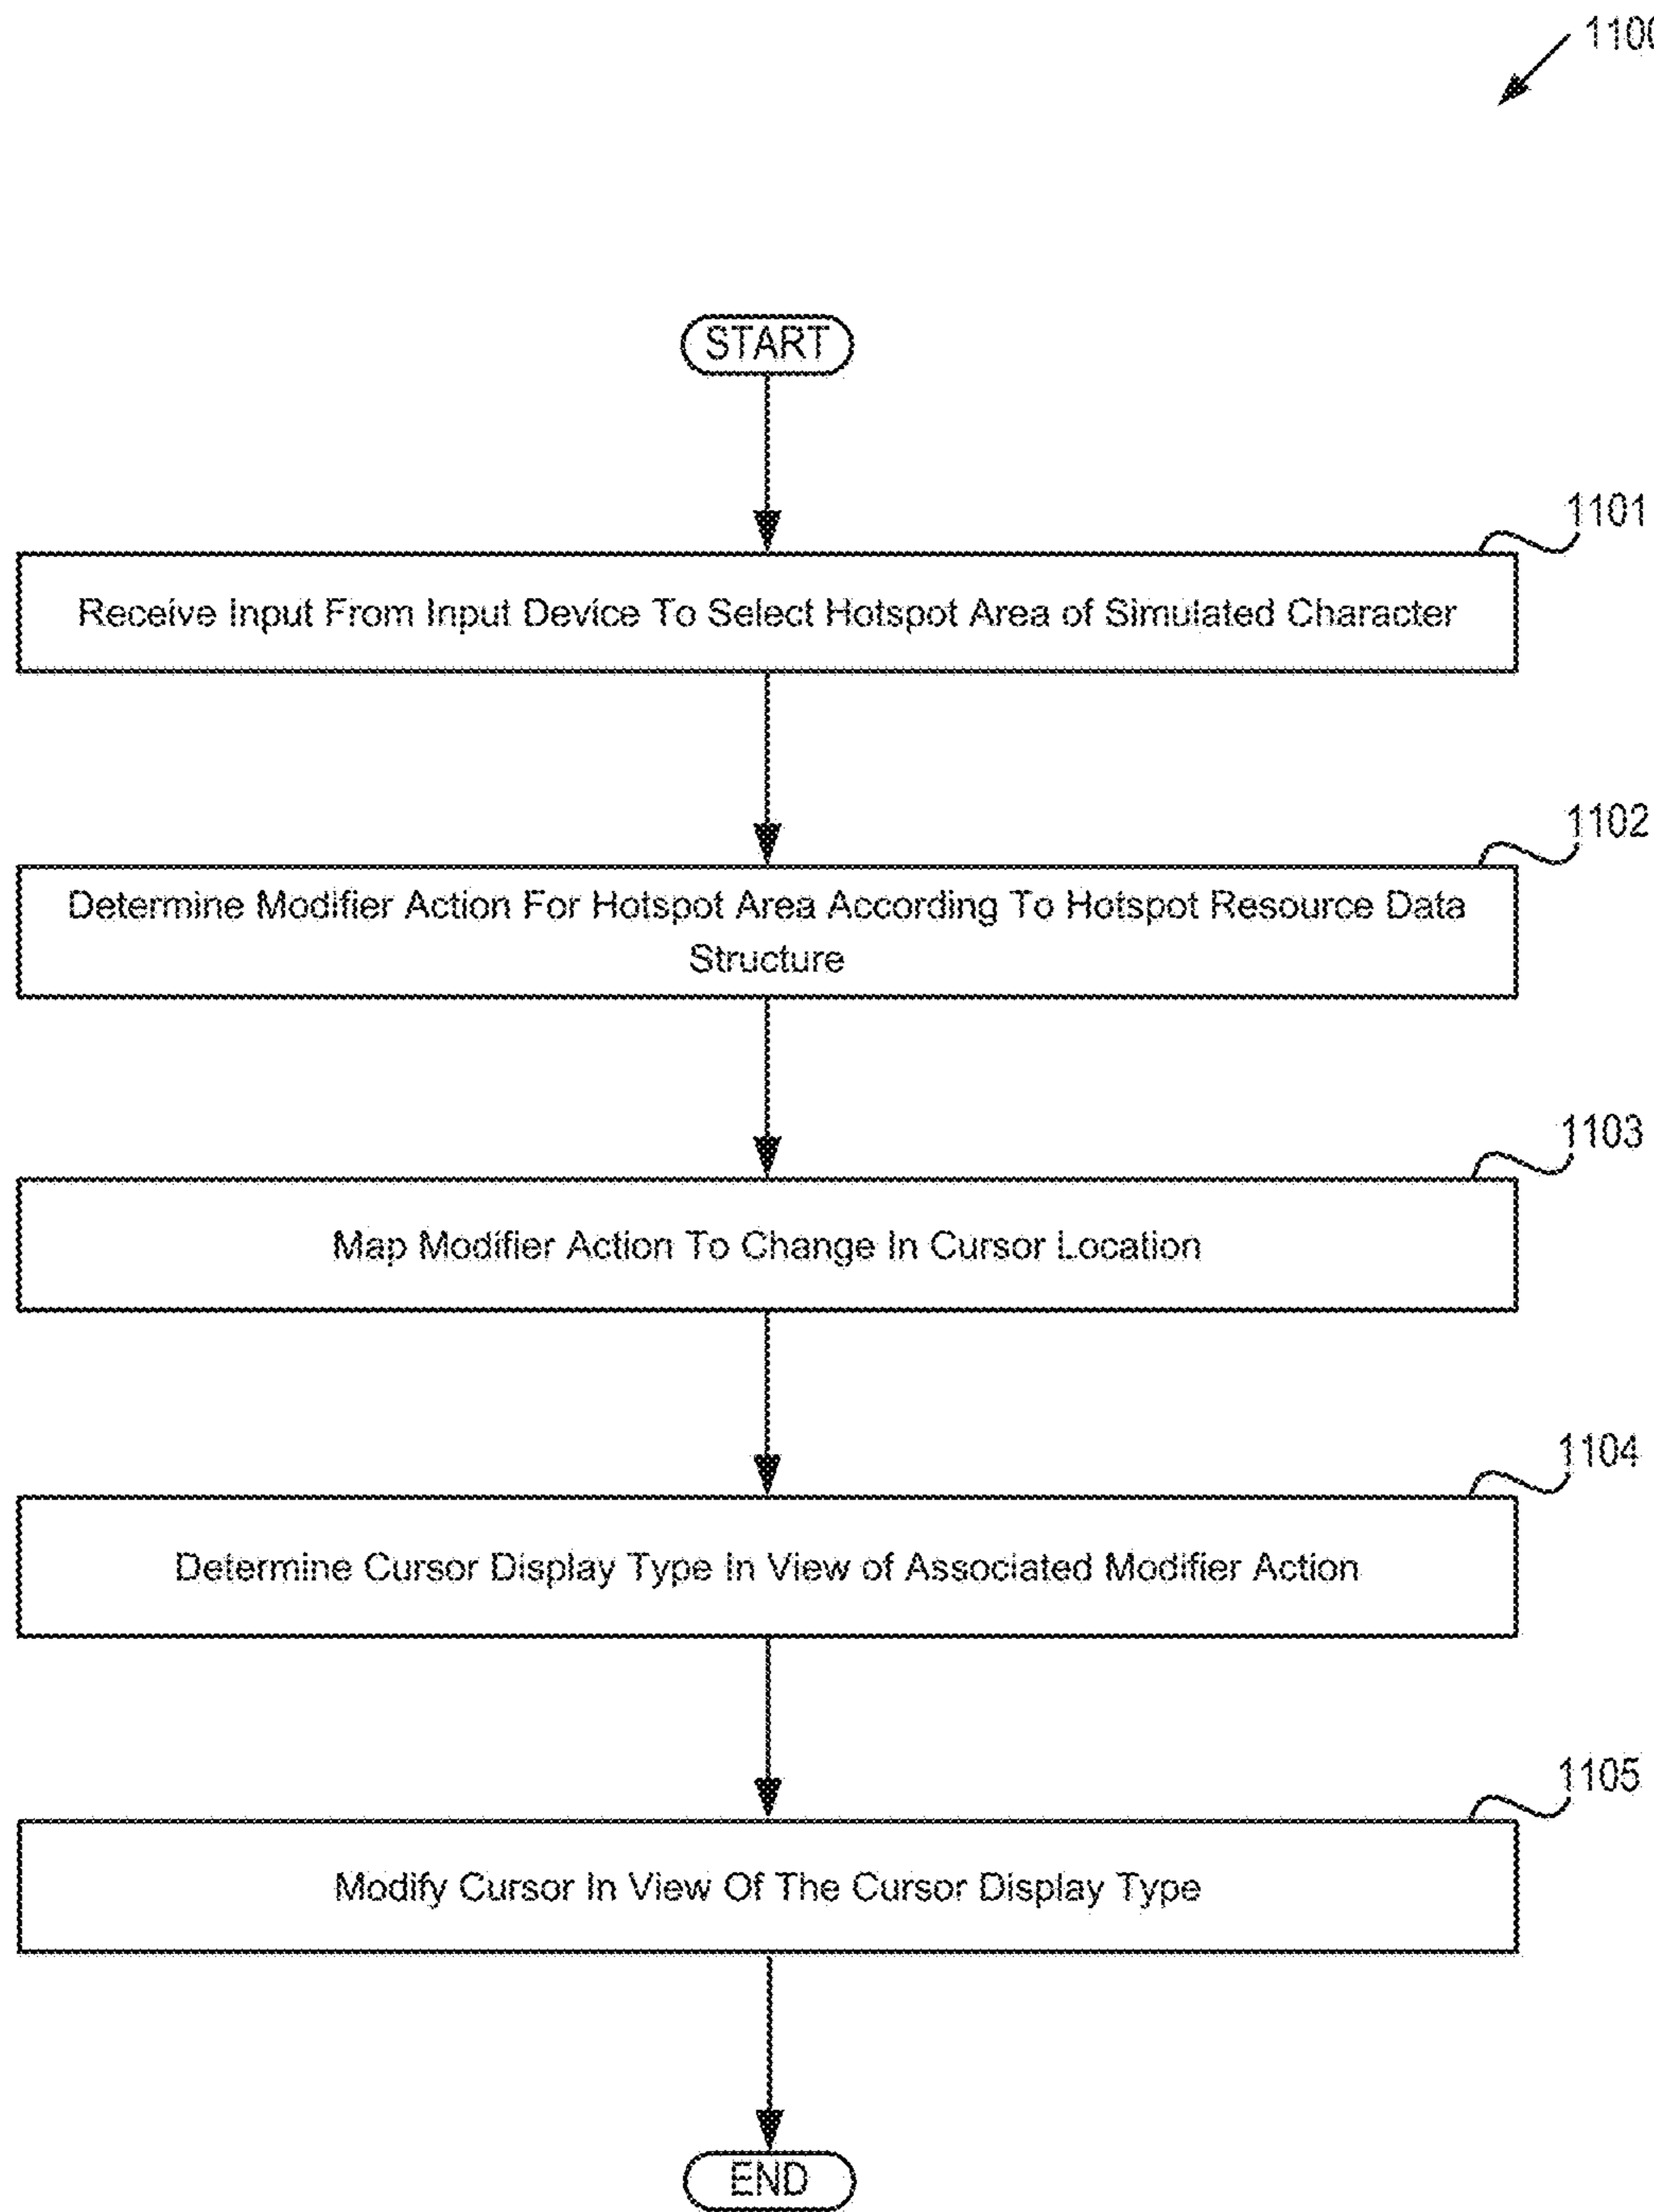 1100
START
1101
Receive Input From Input Device To Select Hotspot Area of Simulated Character
1102
Determine Modifier Action For Hotspot Area According To Hotspot Resource Data
Structure
1103
Map Modifier Action To Change In Cursor Location
1104
Determine Cursor Display Type In View of Associated Modifier Action
1105
Modify Cursor In View Of The Cursor Display Type
END